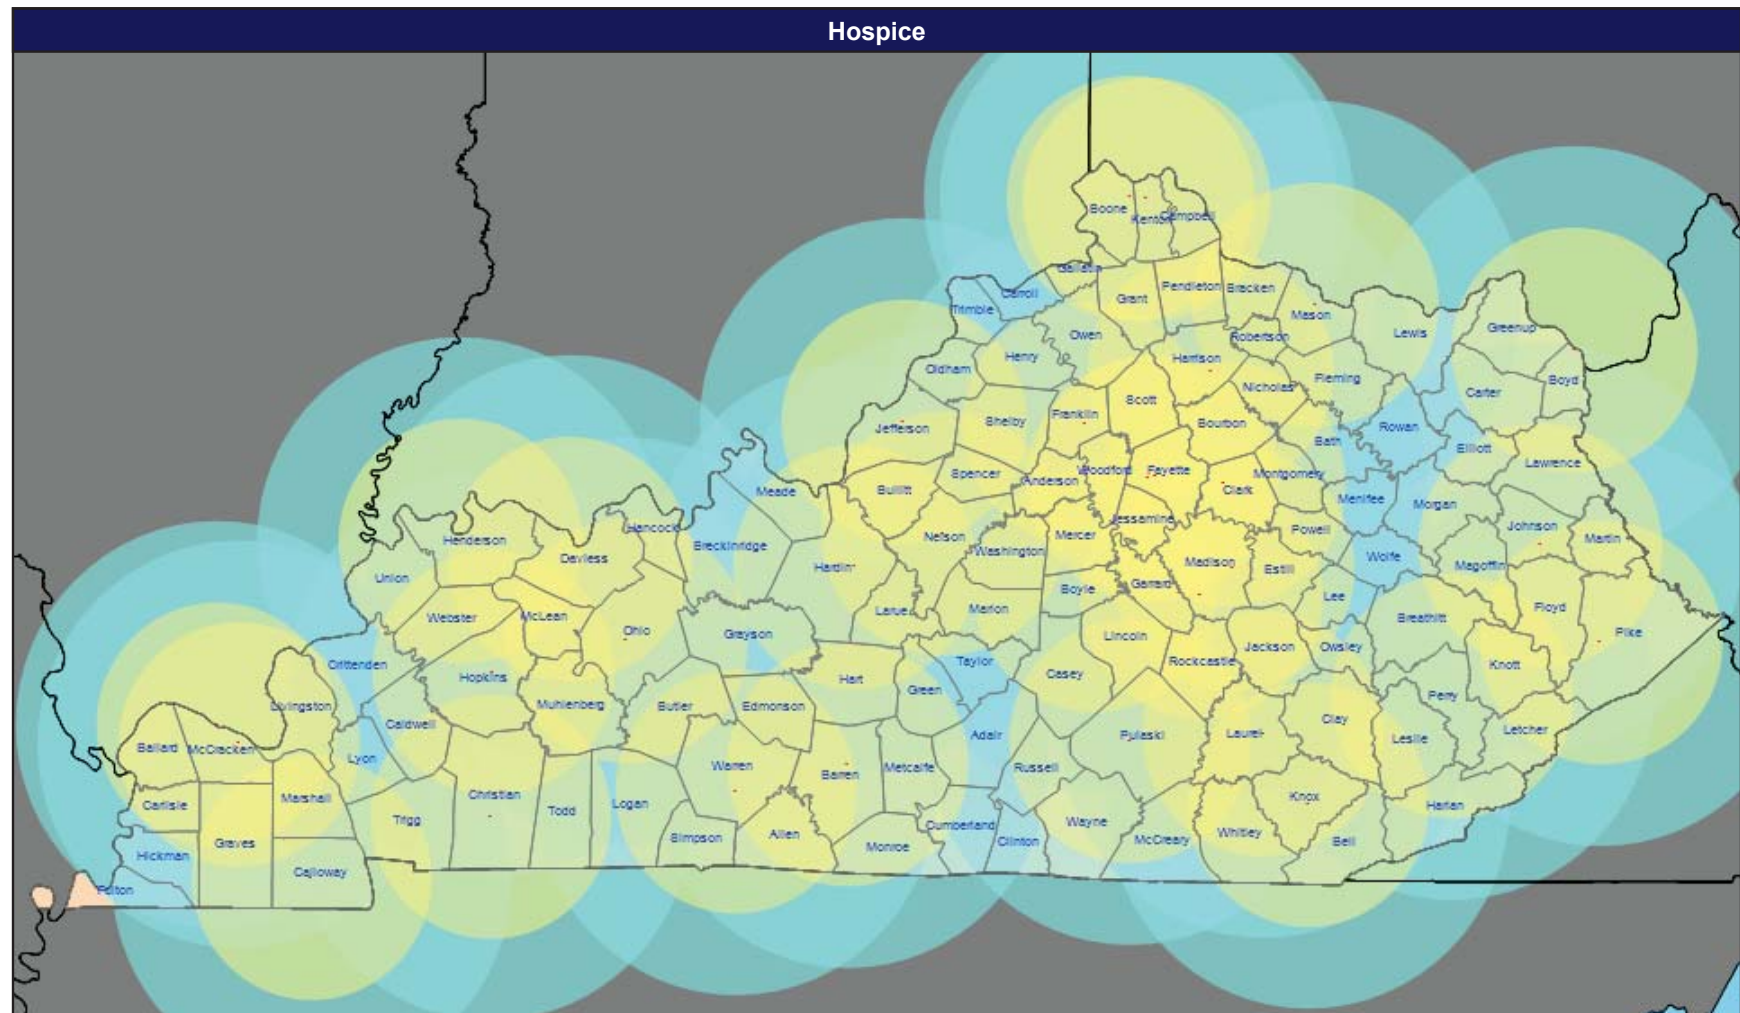 Hospice
Boone
Kenton
Campbell
Gallatin
Carroll
Trimble
Grant
Pendleton
Bracken
Mason
Lewis
Greenup
Owen
Robertson
Henry
Harrison
Oldham
Nicholas
Fleming
Carter
Boyd
Scott
Franklin
Shelby
Bourbon
Jefferson
Rowan
Bath
Elliott
Lawrence
Spencer
Woodford
Fayette
Montgomery
Anderson
Clark
Bullitt
Meade
Menifee
Morgan
Jessamine
Hancock
Henderson
Breckinridge
Nelson
Mercer
Washington
Powell
Johnson
Martin
Daviess
Hardin
Madison
Estill
Wolfe
Magoffin
Union
Garrard
Boyle
Lee
Larue
Marion
Floyd
Webster
McLean
Ohio
Grayson
Lincoln
Breathitt
Pike
Jackson
Owsley
Crittenden
Taylor
Rockcastle
Knott
Hopkins
Hart
Casey
Green
Perry
Livingston
Muhlenberg
Butler
Edmonson
Caldwell
Clay
Letcher
Ballard
McCracken
Adair
Pulaski
Laurel
Leslie
Lyon
Warren
Barren
Metcalfe
Russell
Carlisle
Marshall
Christian
Todd
Logan
Knox
Harlan
Trigg
Wayne
Cumberland
Simpson
Allen
Whitley
Graves
Monroe
Clinton
McCreary
Bell
Hickman
Calloway
Fulton